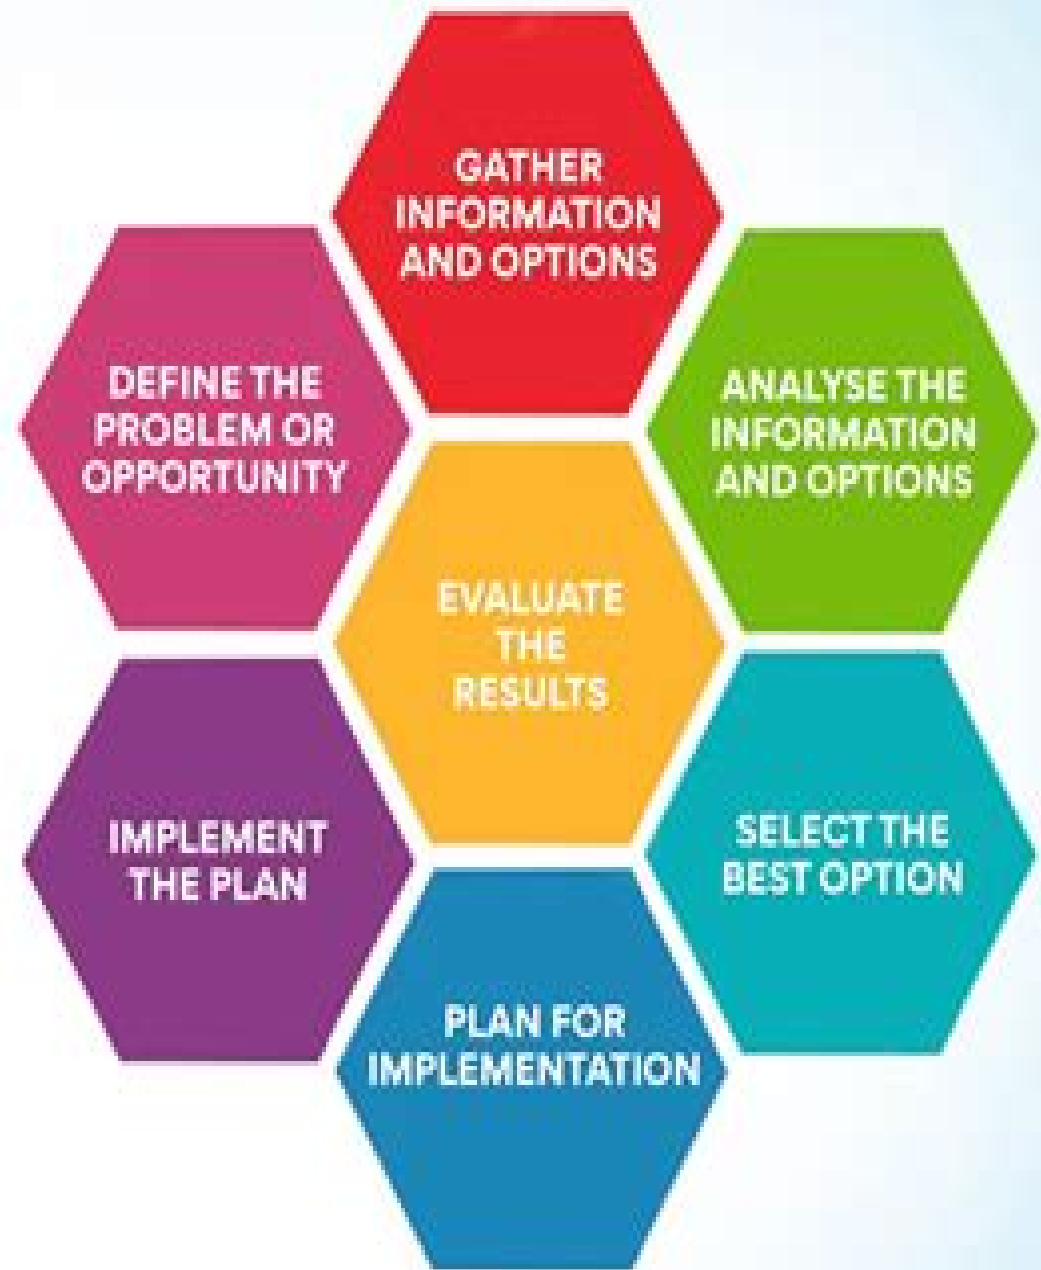 GATHER
INFORMATION
AND OPTIONS
DEFINE THE
PROBLEM OR
OPPORTUNITY
ANALYSE THE
INFORMATION
AND OPTIONS
EVALUATE
THE
RESULTS
IMPLEMENT
THE PLAN
SELECT THE
BEST OPTION
PLAN FOR
IMPLEMENTATION